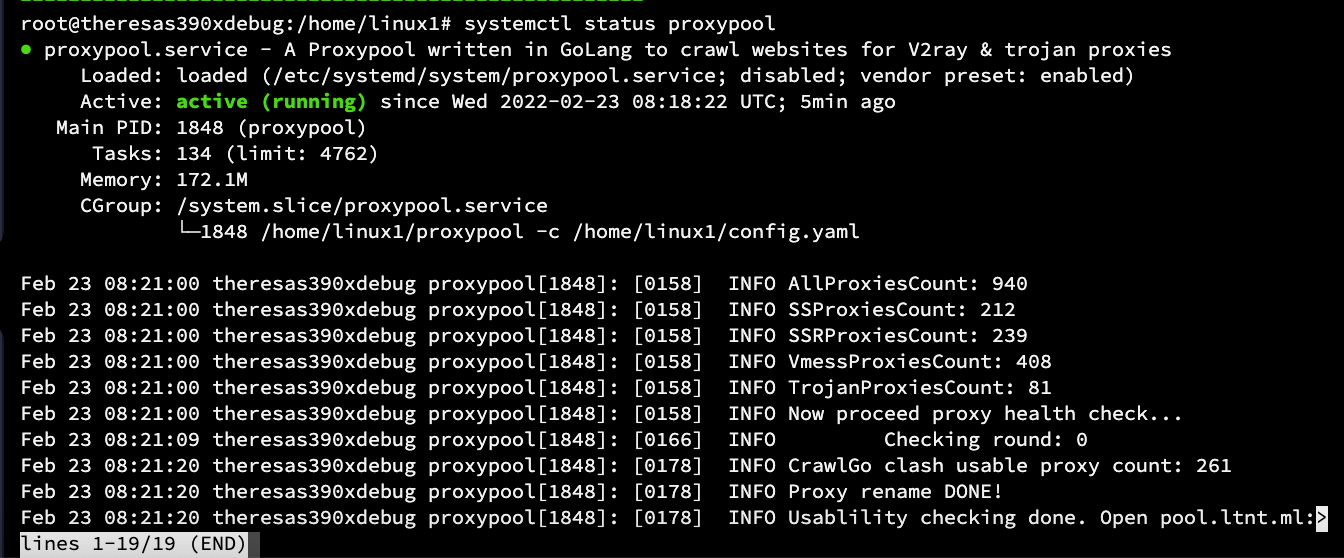 root@theresas390xdebug:/home/linux1# systemctl status proxypool
● proxypool.service - A Proxypool written in GoLang to crawl websites for V2ray & trojan proxies
     Loaded: loaded (/etc/systemd/system/proxypool.service; disabled; vendor preset: enabled)
     Active: active (running) since Wed 2022-02-23 08:18:22 UTC; 5min ago
   Main PID: 1848 (proxypool)
      Tasks: 134 (limit: 4762)
     Memory: 172.1M
     CGroup: /system.slice/proxypool.service
             └─1848 /home/linux1/proxypool -c /home/linux1/config.yaml

Feb 23 08:21:00 theresas390xdebug proxypool[1848]: [0158]  INFO AllProxiesCount: 940
Feb 23 08:21:00 theresas390xdebug proxypool[1848]: [0158]  INFO SSProxiesCount: 212
Feb 23 08:21:00 theresas390xdebug proxypool[1848]: [0158]  INFO SSRProxiesCount: 239
Feb 23 08:21:00 theresas390xdebug proxypool[1848]: [0158]  INFO VmessProxiesCount: 408
Feb 23 08:21:00 theresas390xdebug proxypool[1848]: [0158]  INFO TrojanProxiesCount: 81
Feb 23 08:21:00 theresas390xdebug proxypool[1848]: [0158]  INFO Now proceed proxy health check...
Feb 23 08:21:09 theresas390xdebug proxypool[1848]: [0166]  INFO         Checking round: 0
Feb 23 08:21:20 theresas390xdebug proxypool[1848]: [0178]  INFO CrawlGo clash usable proxy count: 261
Feb 23 08:21:20 theresas390xdebug proxypool[1848]: [0178]  INFO Proxy rename DONE!
Feb 23 08:21:20 theresas390xdebug proxypool[1848]: [0178]  INFO Usablility checking done. Open pool.ltnt.ml:>
lines 1-19/19 (END)